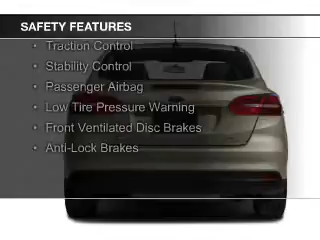 SAFETY FEATURES
• Traction Control
• Stability Control
• Passenger Airbag
• Low Tire Pressure Warning
• Front Ventilated Disc Brakes
• Anti-Lock Brakes